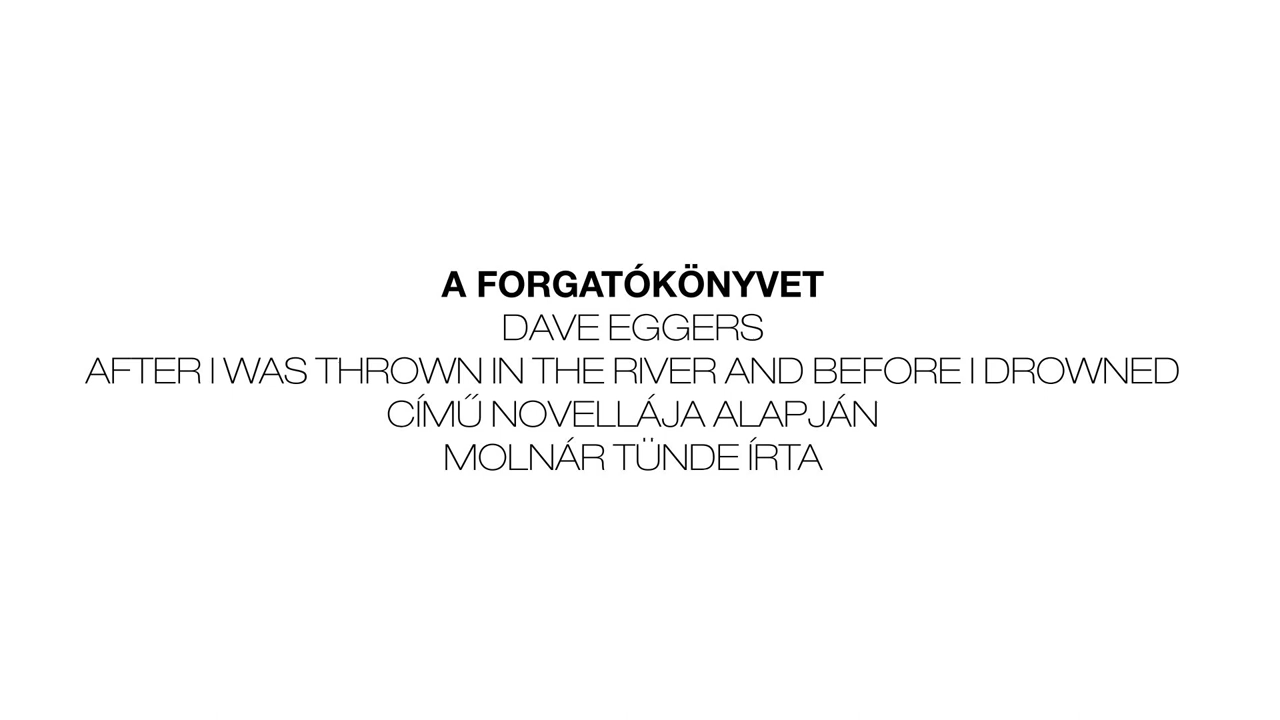 A FORGATÓKÖNYVET
DAVE EGGERS
AFTER I WAS THROWN IN THE RIVER AND BEFORE I DROWNED
CÍMŰ NOVELLÁJA ALAPJÁN
MOLNÁR TÜNDE ÍRTA